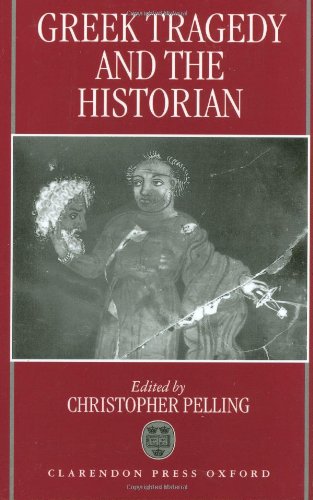 GREEK TRAGEDY
AND THE
HISTORIAN
Edited by
CHRISTOPHER PELLING
CLARENDON PRESS OXFORD